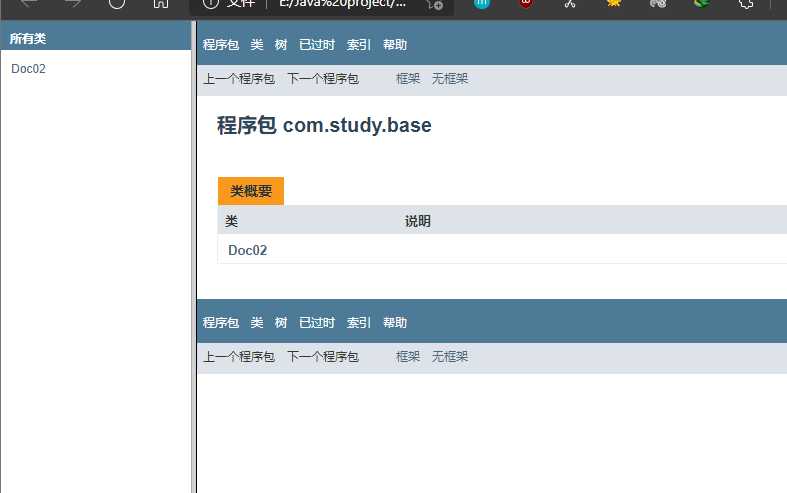 文件 E:/Java%20project/...
所有类
Doc02
程序包 类 树 已过时 索引 帮助
上一个程序包 下一个程序包 框架 无框架
程序包 com.study.base
类概要
类 说明
Doc02
程序包 类 树 已过时 索引 帮助
上一个程序包 下一个程序包 框架 无框架